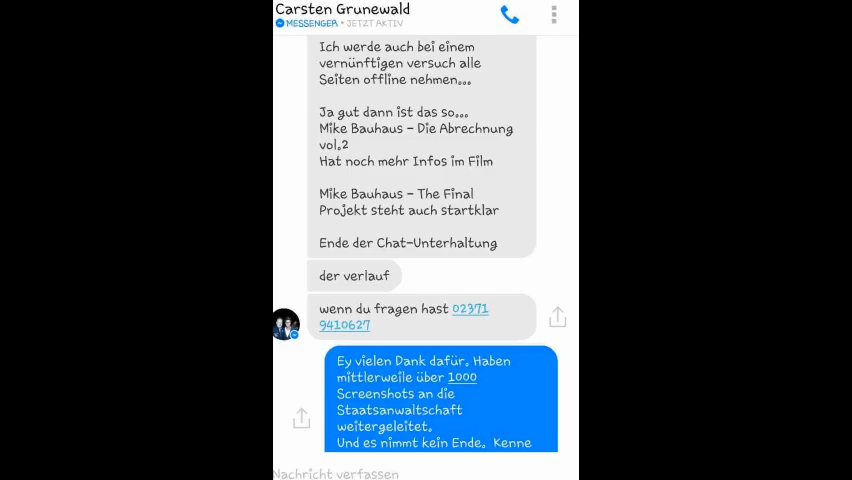 Carsten Grunewald
MESSENGER • JETZT AKTIV
Ich werde auch bei einem
vernünftigen versuch alle
Seiten offline nehmen...
Ja gut dann ist das so...
Mike Bauhaus - Die Abrechnung
vol.2
Hat noch mehr Infos im Film
Mike Bauhaus - The Final
Projekt steht auch startklar
Ende der Chat-Unterhaltung
der verlauf
wenn du fragen hast 02371
9410627
Ey vielen Dank dafür. Haben
mittlerweile über 1000
Screenshots an die
Staatsanwaltschaft
weitergeleitet.
Und es nimmt kein Ende. Kenne
Nachricht verfassen